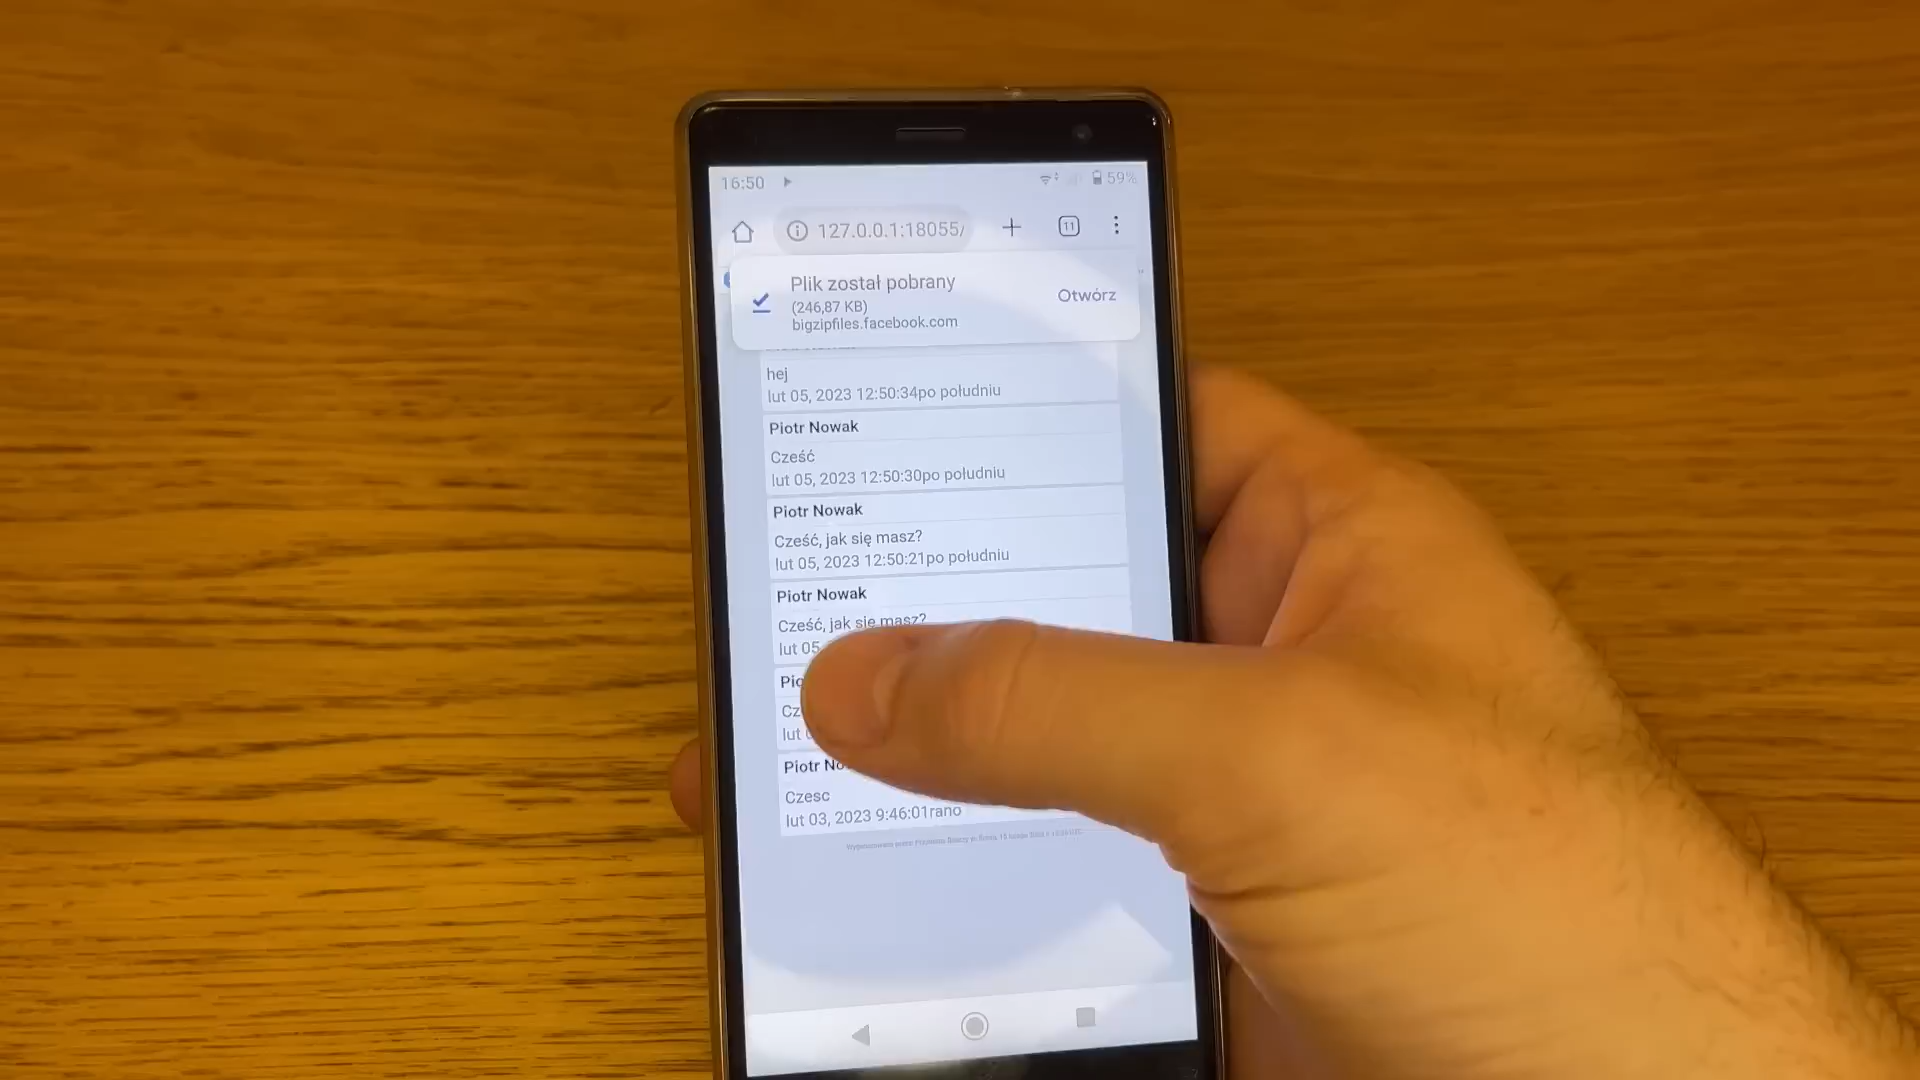 16:50 59%
127.0.0.1:18055/ 11
Plik został pobrany
(246,87 KB)
bigzipfiles.facebook.com
Otwórz
hej
lut 05, 2023 12:50:34po południu
Piotr Nowak
Cześć
lut 05, 2023 12:50:30po południu
Piotr Nowak
Cześć, jak się masz?
lut 05, 2023 12:50:21po południu
Piotr Nowak
Cześć, jak się masz?
lut 05
Piotr
Czesc
lut 03, 2023 9:46:01rano